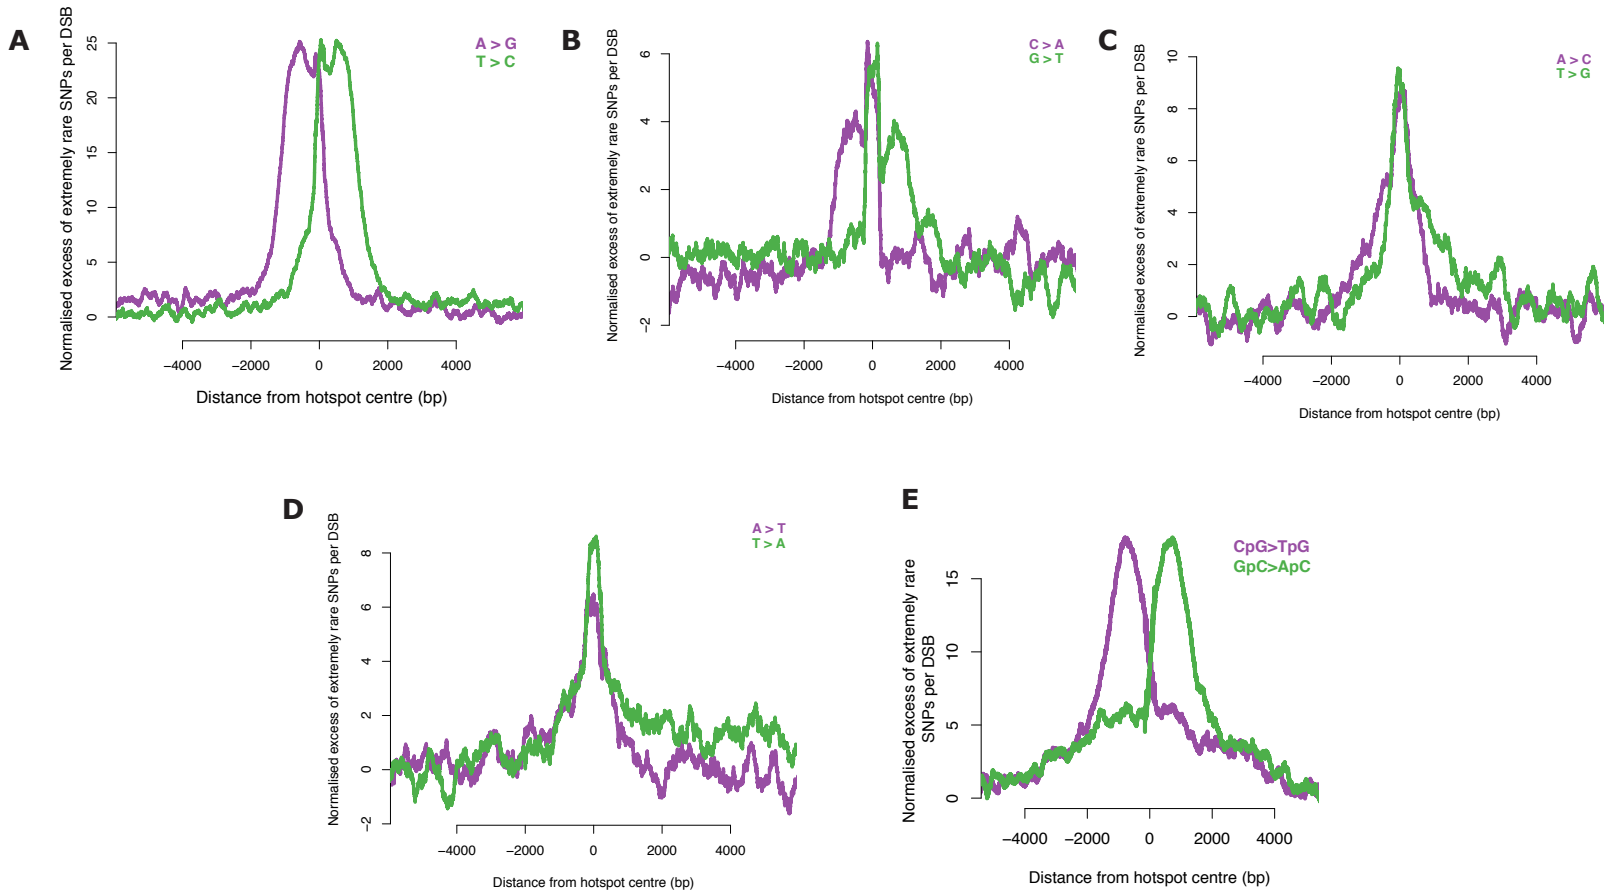 A
Normalised excess of extremely rare SNPs per DSB
A > G
T > C
25
20
15
10
5
0
−4000 −2000 0 2000 4000
Distance from hotspot centre (bp)
B
Normalised excess of extremely rare SNPs per DSB
C > A
G > T
6
4
2
0
−2
−4000 −2000 0 2000 4000
Distance from hotspot centre (bp)
C
Normalised excess of extremely rare SNPs per DSB
A > C
T > G
10
8
6
4
2
0
−4000 −2000 0 2000 4000
Distance from hotspot centre (bp)
D
Normalised excess of extremely rare SNPs per DSB
A > T
T > A
8
6
4
2
0
−2
−4000 −2000 0 2000 4000
Distance from hotspot centre (bp)
E
Normalised excess of extremely rare
SNPs per DSB
CpG>TpG
GpC>ApC
15
10
5
0
−4000 −2000 0 2000 4000
Distance from hotspot centre (bp)